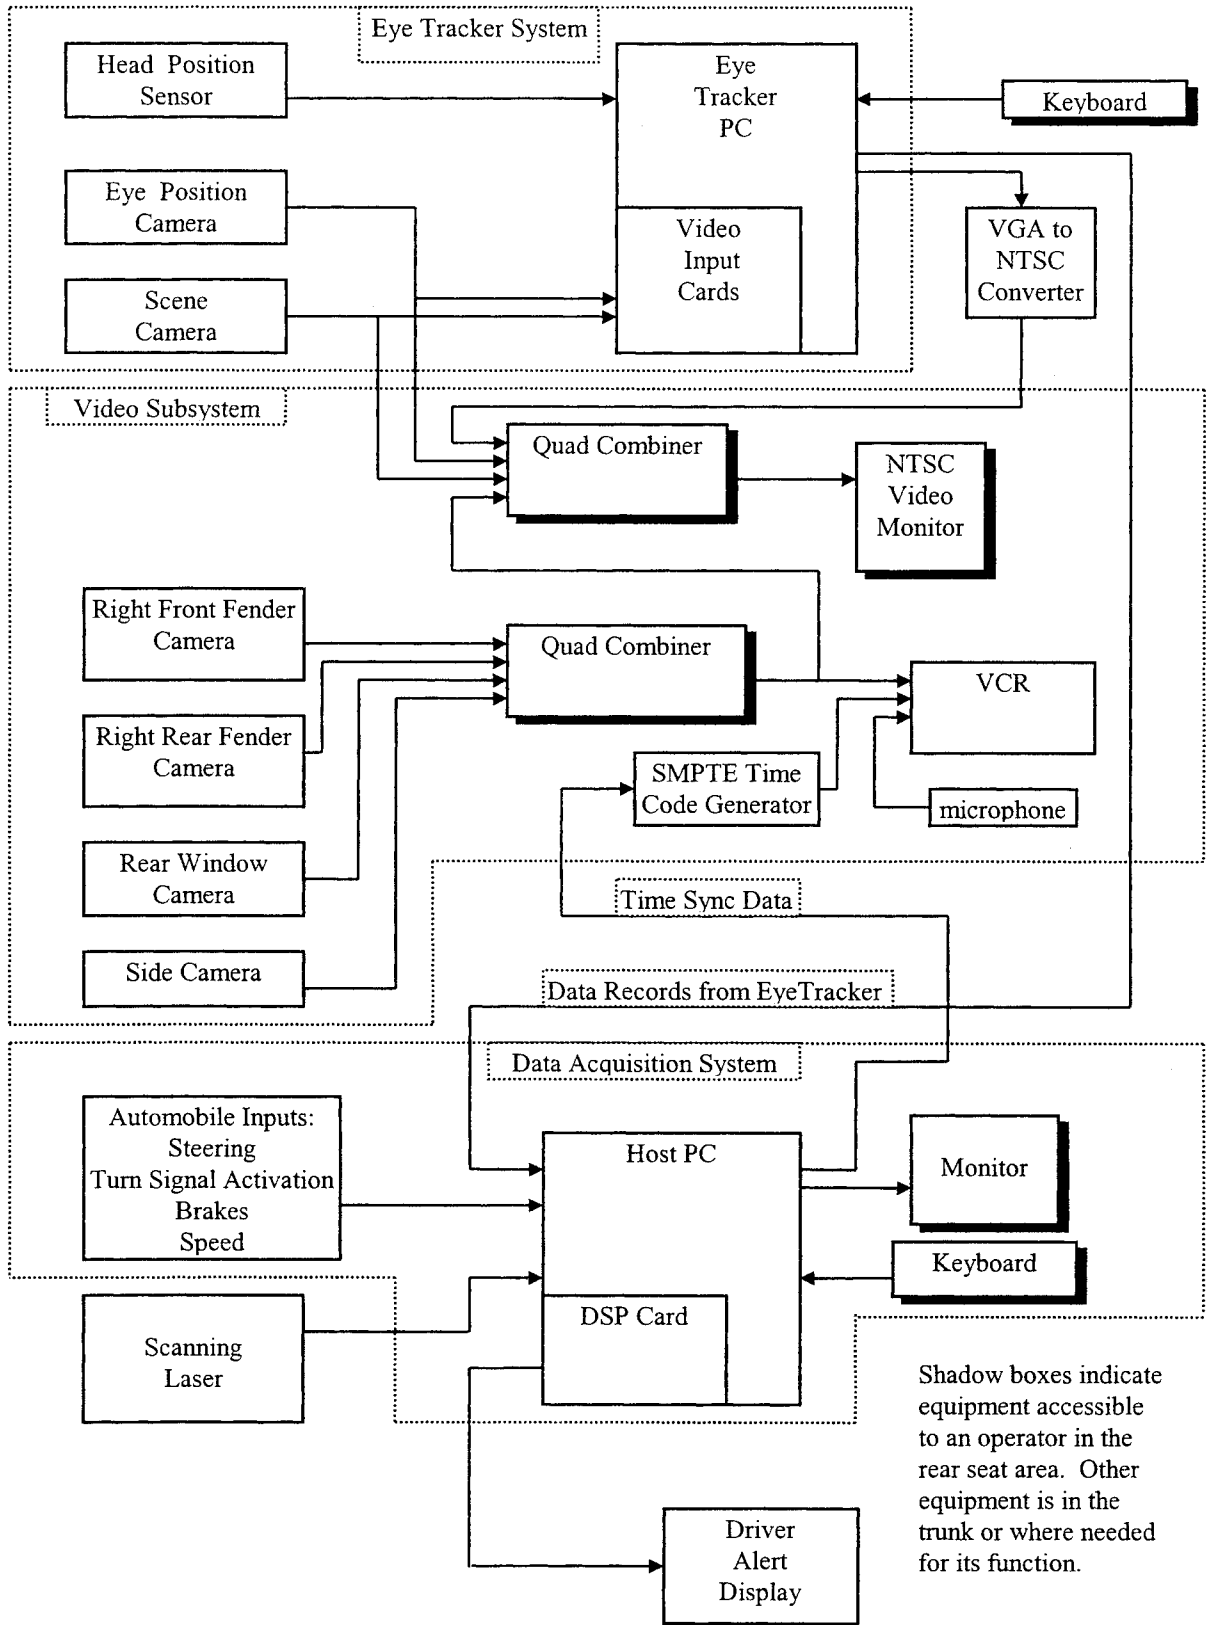 Eye Tracker System
Head Position
Sensor
Eye
Tracker
PC
Keyboard
Eye Position
Camera
Video
Input
Cards
VGA to
NTSC
Converter
Scene
Camera
Video Subsystem
Quad Combiner
NTSC
Video
Monitor
Right Front Fender
Camera
Quad Combiner
VCR
Right Rear Fender
Camera
SMPTE Time
Code Generator
microphone
Rear Window
Camera
Time Sync Data
Side Camera
Data Records from EyeTracker
Data Acquisition System
Automobile Inputs:
Steering
Turn Signal Activation
Brakes
Speed
Host PC
Monitor
Keyboard
DSP Card
Scanning
Laser
Shadow boxes indicate
equipment accessible
to an operator in the
rear seat area. Other
equipment is in the
trunk or where needed
for its function.
Driver
Alert
Display